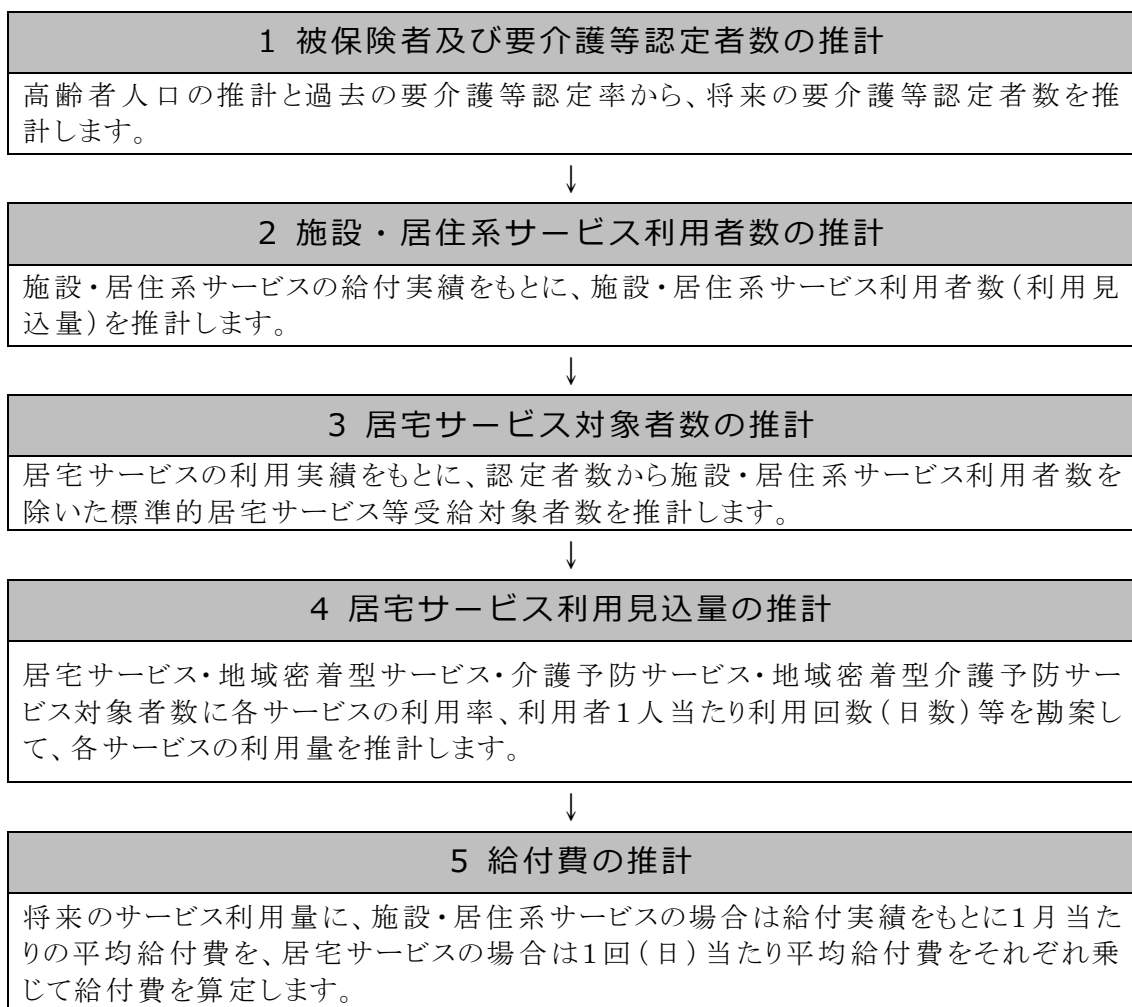 1 被保険者及び要介護等認定者数の推計
高齢者人口の推計と過去の要介護等認定率から、将来の要介護等認定者数を推
計します。
↓
2 施設・居住系サービス利用者数の推計
施設・居住系サービスの給付実績をもとに、施設・居住系サービス利用者数(利用見
込量)を推計します。
↓
3 居宅サービス対象者数の推計
居宅サービスの利用実績をもとに、認定者数から施設・居住系サービス利用者数を
除いた標準的居宅サービス等受給対象者数を推計します。
↓
4 居宅サービス利用見込量の推計
居宅サービス・地域密着型サービス・介護予防サービス・地域密着型介護予防サー
ビス対象者数に各サービスの利用率、利用者1人当たり利用回数(日数)等を勘案し
て、各サービスの利用量を推計します。
↓
5 給付費の推計
将来のサービス利用量に、施設・居住系サービスの場合は給付実績をもとに1月当た
りの平均給付費を、居宅サービスの場合は1回(日)当たり平均給付費をそれぞれ乗
じて給付費を算定します。